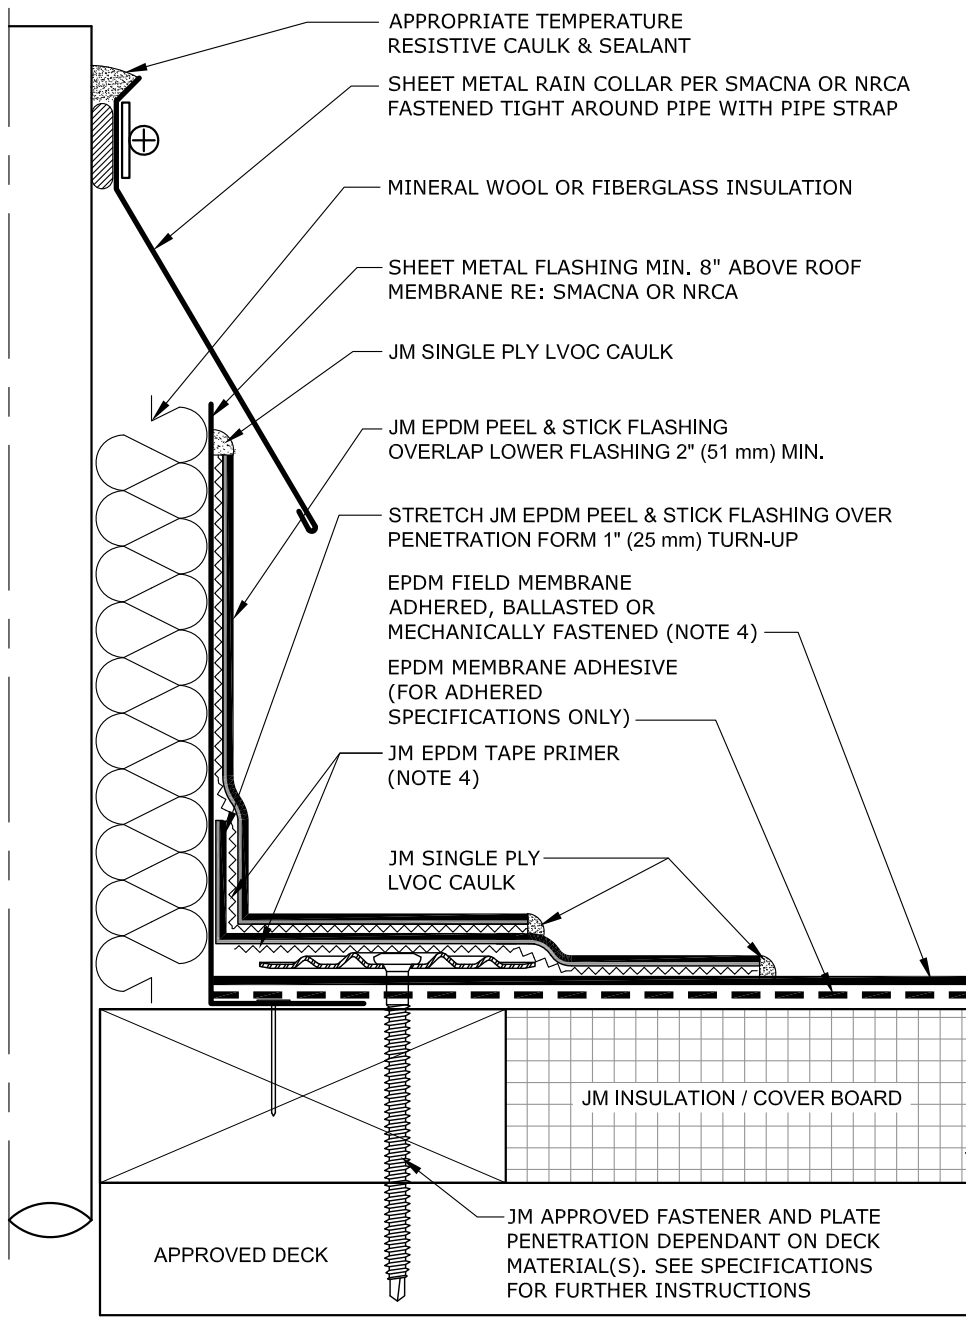 APPROPRIATE TEMPERATURE
RESISTIVE CAULK & SEALANT
SHEET METAL RAIN COLLAR PER SMACNA OR NRCA
FASTENED TIGHT AROUND PIPE WITH PIPE STRAP
MINERAL WOOL OR FIBERGLASS INSULATION
SHEET METAL FLASHING MIN. 8" ABOVE ROOF
MEMBRANE RE: SMACNA OR NRCA
JM SINGLE PLY LVOC CAULK
JM EPDM PEEL & STICK FLASHING
OVERLAP LOWER FLASHING 2" (51 mm) MIN.
STRETCH JM EPDM PEEL & STICK FLASHING OVER
PENETRATION FORM 1" (25 mm) TURN-UP
EPDM FIELD MEMBRANE
ADHERED, BALLASTED OR
MECHANICALLY FASTENED (NOTE 4)
EPDM MEMBRANE ADHESIVE
(FOR ADHERED
SPECIFICATIONS ONLY)
JM EPDM TAPE PRIMER
(NOTE 4)
JM SINGLE PLY
LVOC CAULK
JM INSULATION / COVER BOARD
JM APPROVED FASTENER AND PLATE
PENETRATION DEPENDANT ON DECK
MATERIAL(S). SEE SPECIFICATIONS
FOR FURTHER INSTRUCTIONS
APPROVED DECK